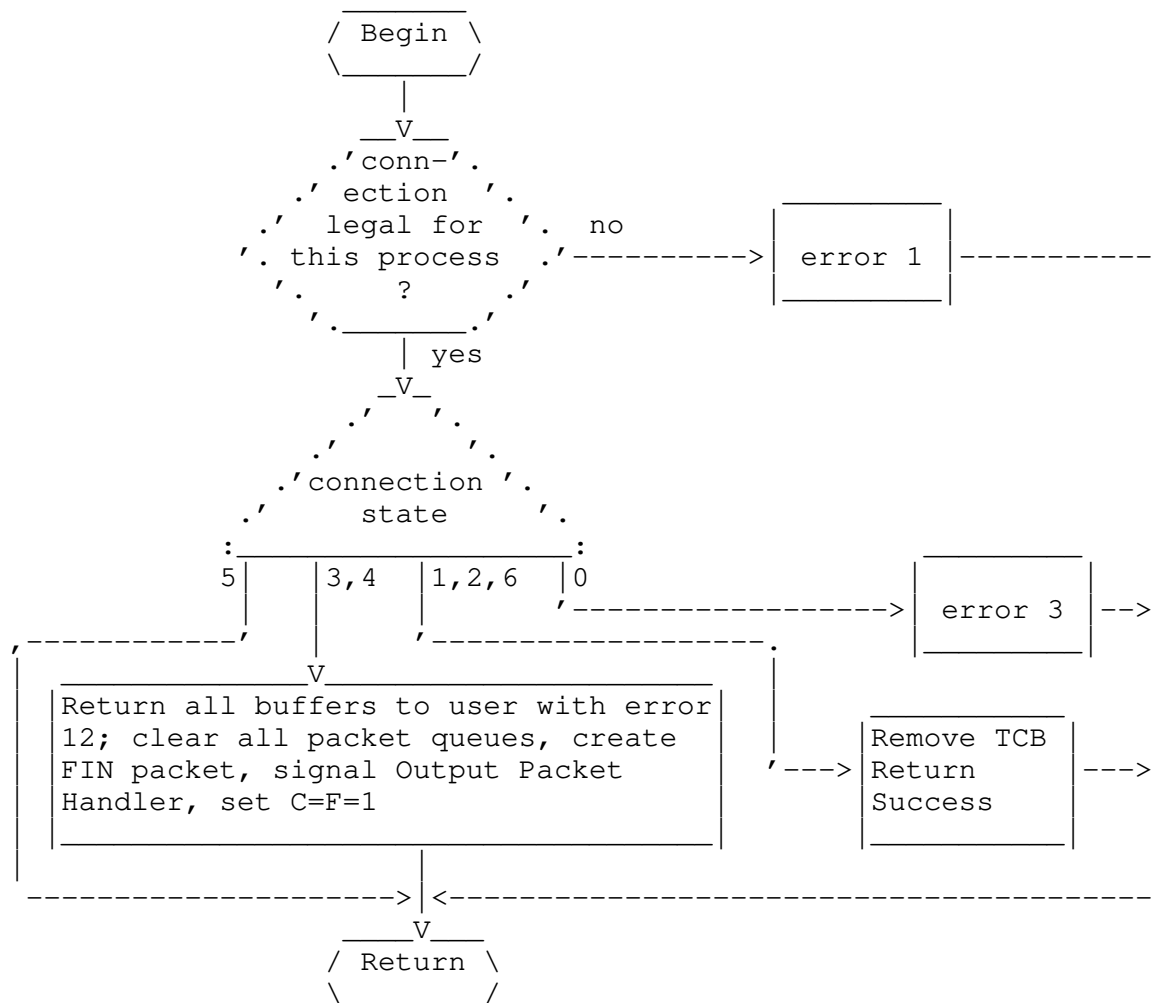 Begin
conn-
ection
legal for
this process
?
no
error 1
yes
connection
state
5
3,4
1,2,6
0
error 3
Return all buffers to user with error
12; clear all packet queues, create
FIN packet, signal Output Packet
Handler, set C=F=1
Remove TCB
Return
Success
Return